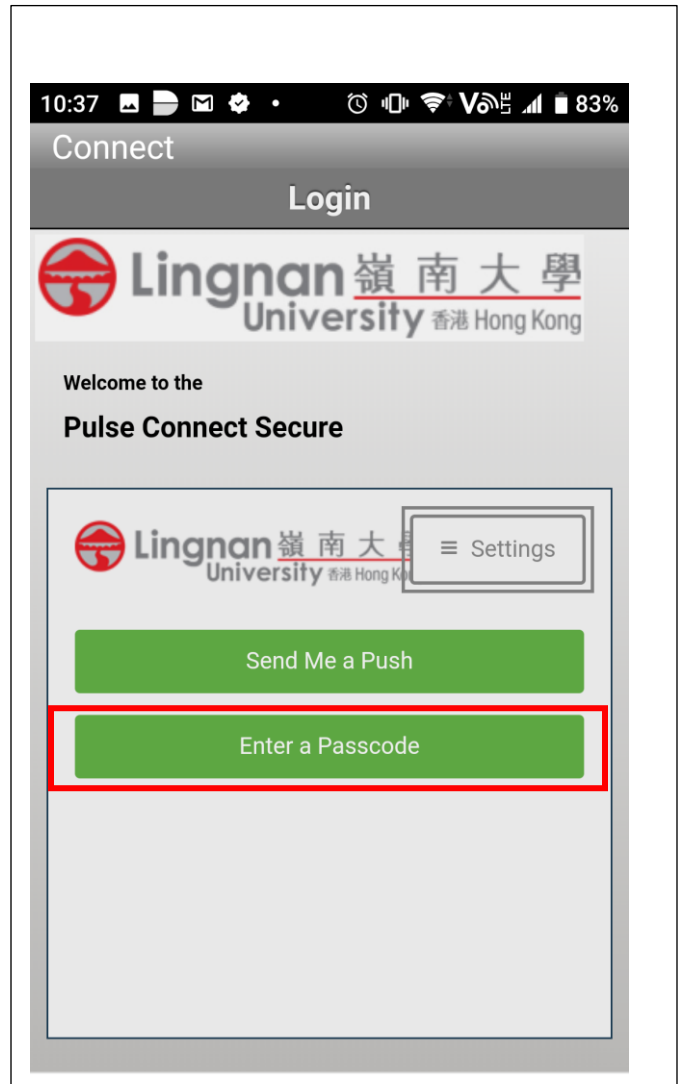 10:37 83%
Connect
Login
Lingnan 嶺南大學
University 香港 Hong Kong
Welcome to the
Pulse Connect Secure
Lingnan 嶺南大
University 香港 Hong
≡ Settings
Send Me a Push
Enter a Passcode